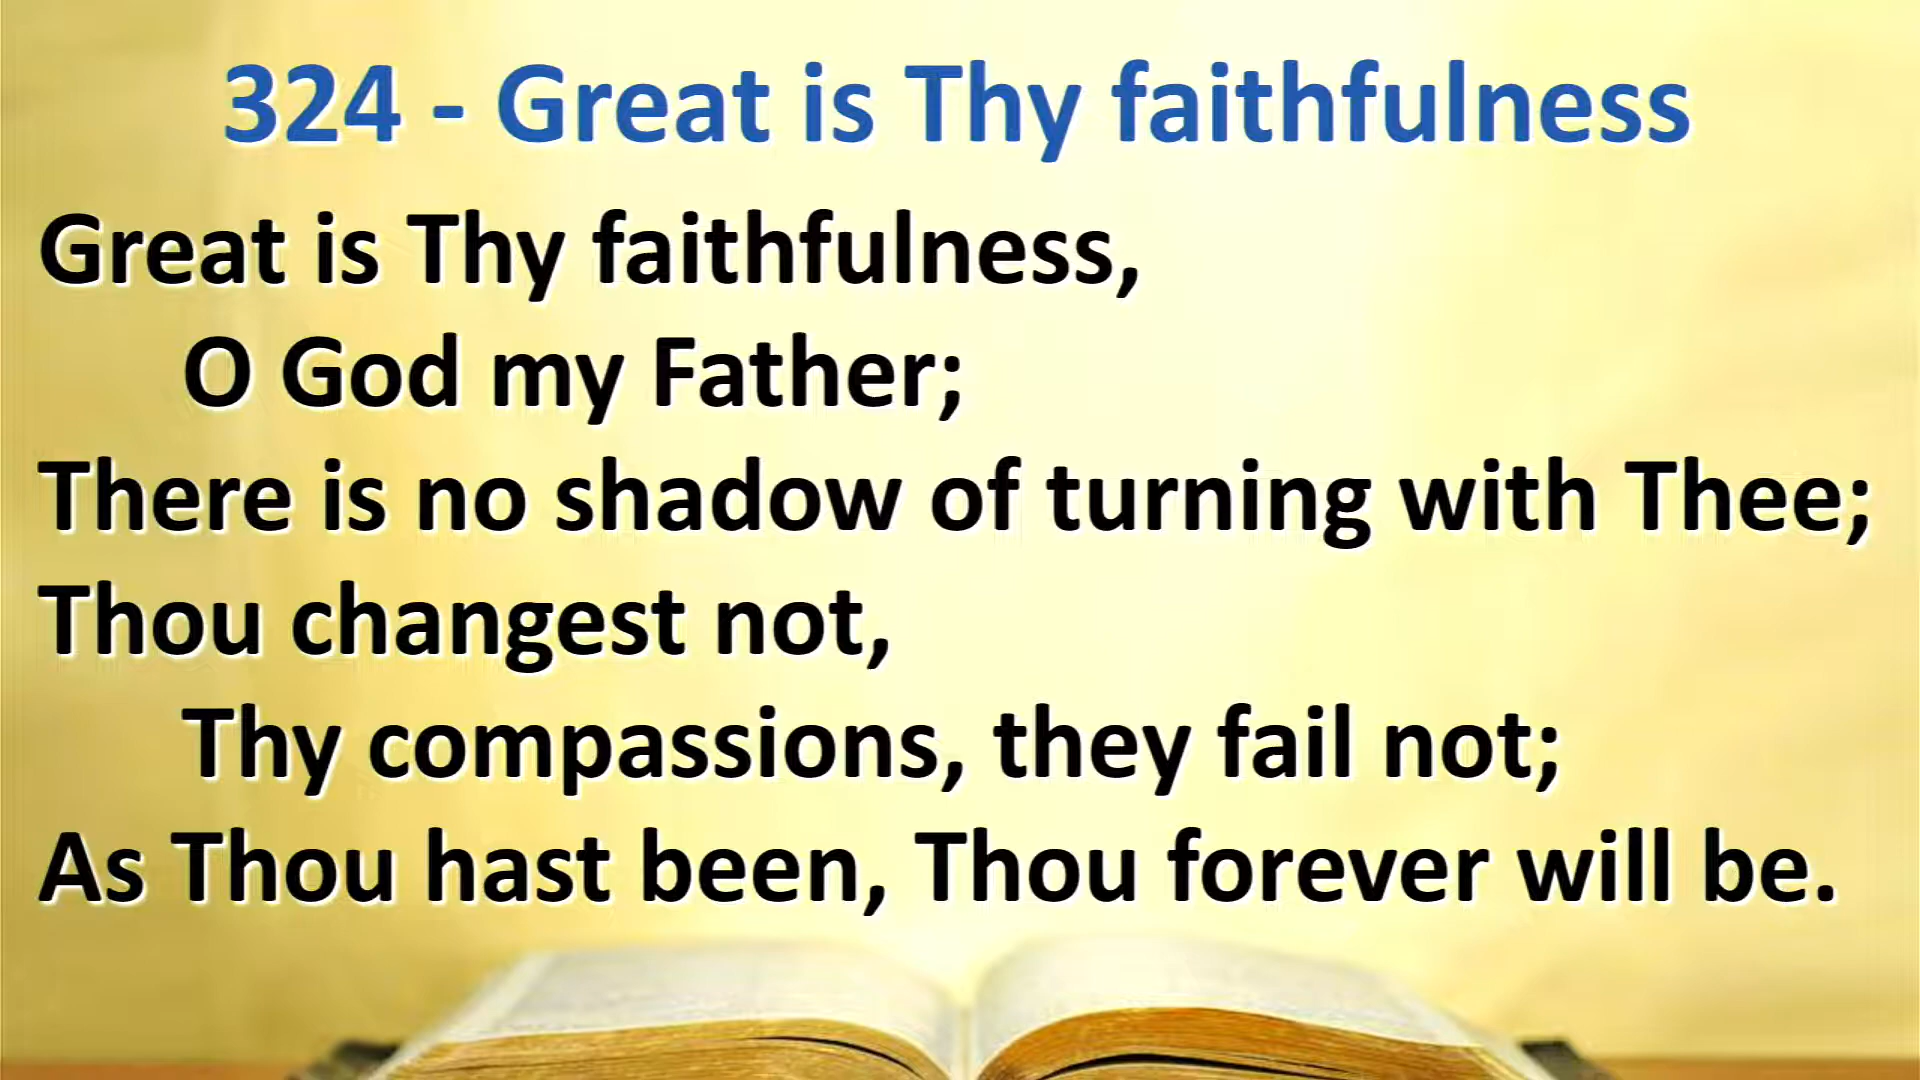 324 - Great is Thy faithfulness
Great is Thy faithfulness,
O God my Father;
There is no shadow of turning with Thee;
Thou changest not,
Thy compassions, they fail not;
As Thou hast been, Thou forever will be.